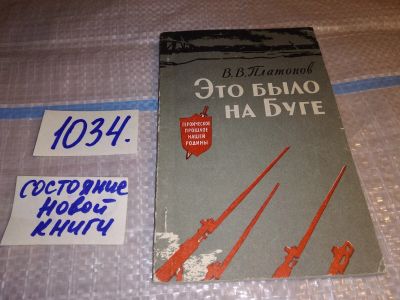 1034.
состояние
новой
книги
В.В.Платонов
Это было
на Буге
ГЕРОИЧЕСКОЕ
ПРОШЛОЕ
НАШЕЙ
РОДИНЫ